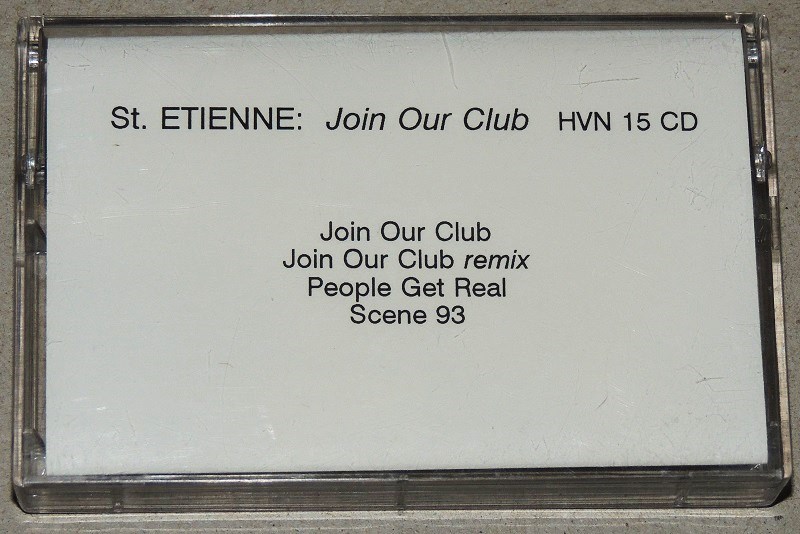 St. ETIENNE: Join Our Club HVN 15 CD
Join Our Club
Join Our Club remix
People Get Real
Scene 93